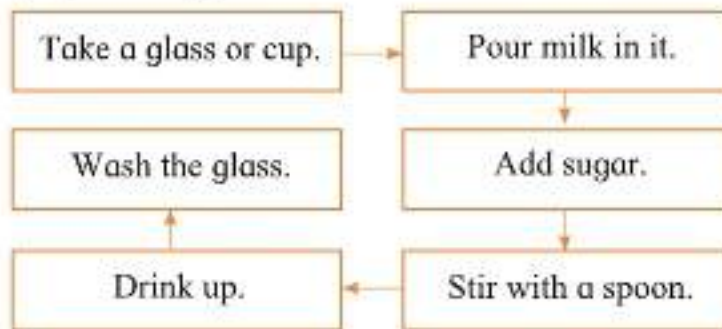 Take a glass or cup.
Pour milk in it.
Add sugar.
Stir with a spoon.
Drink up.
Wash the glass.